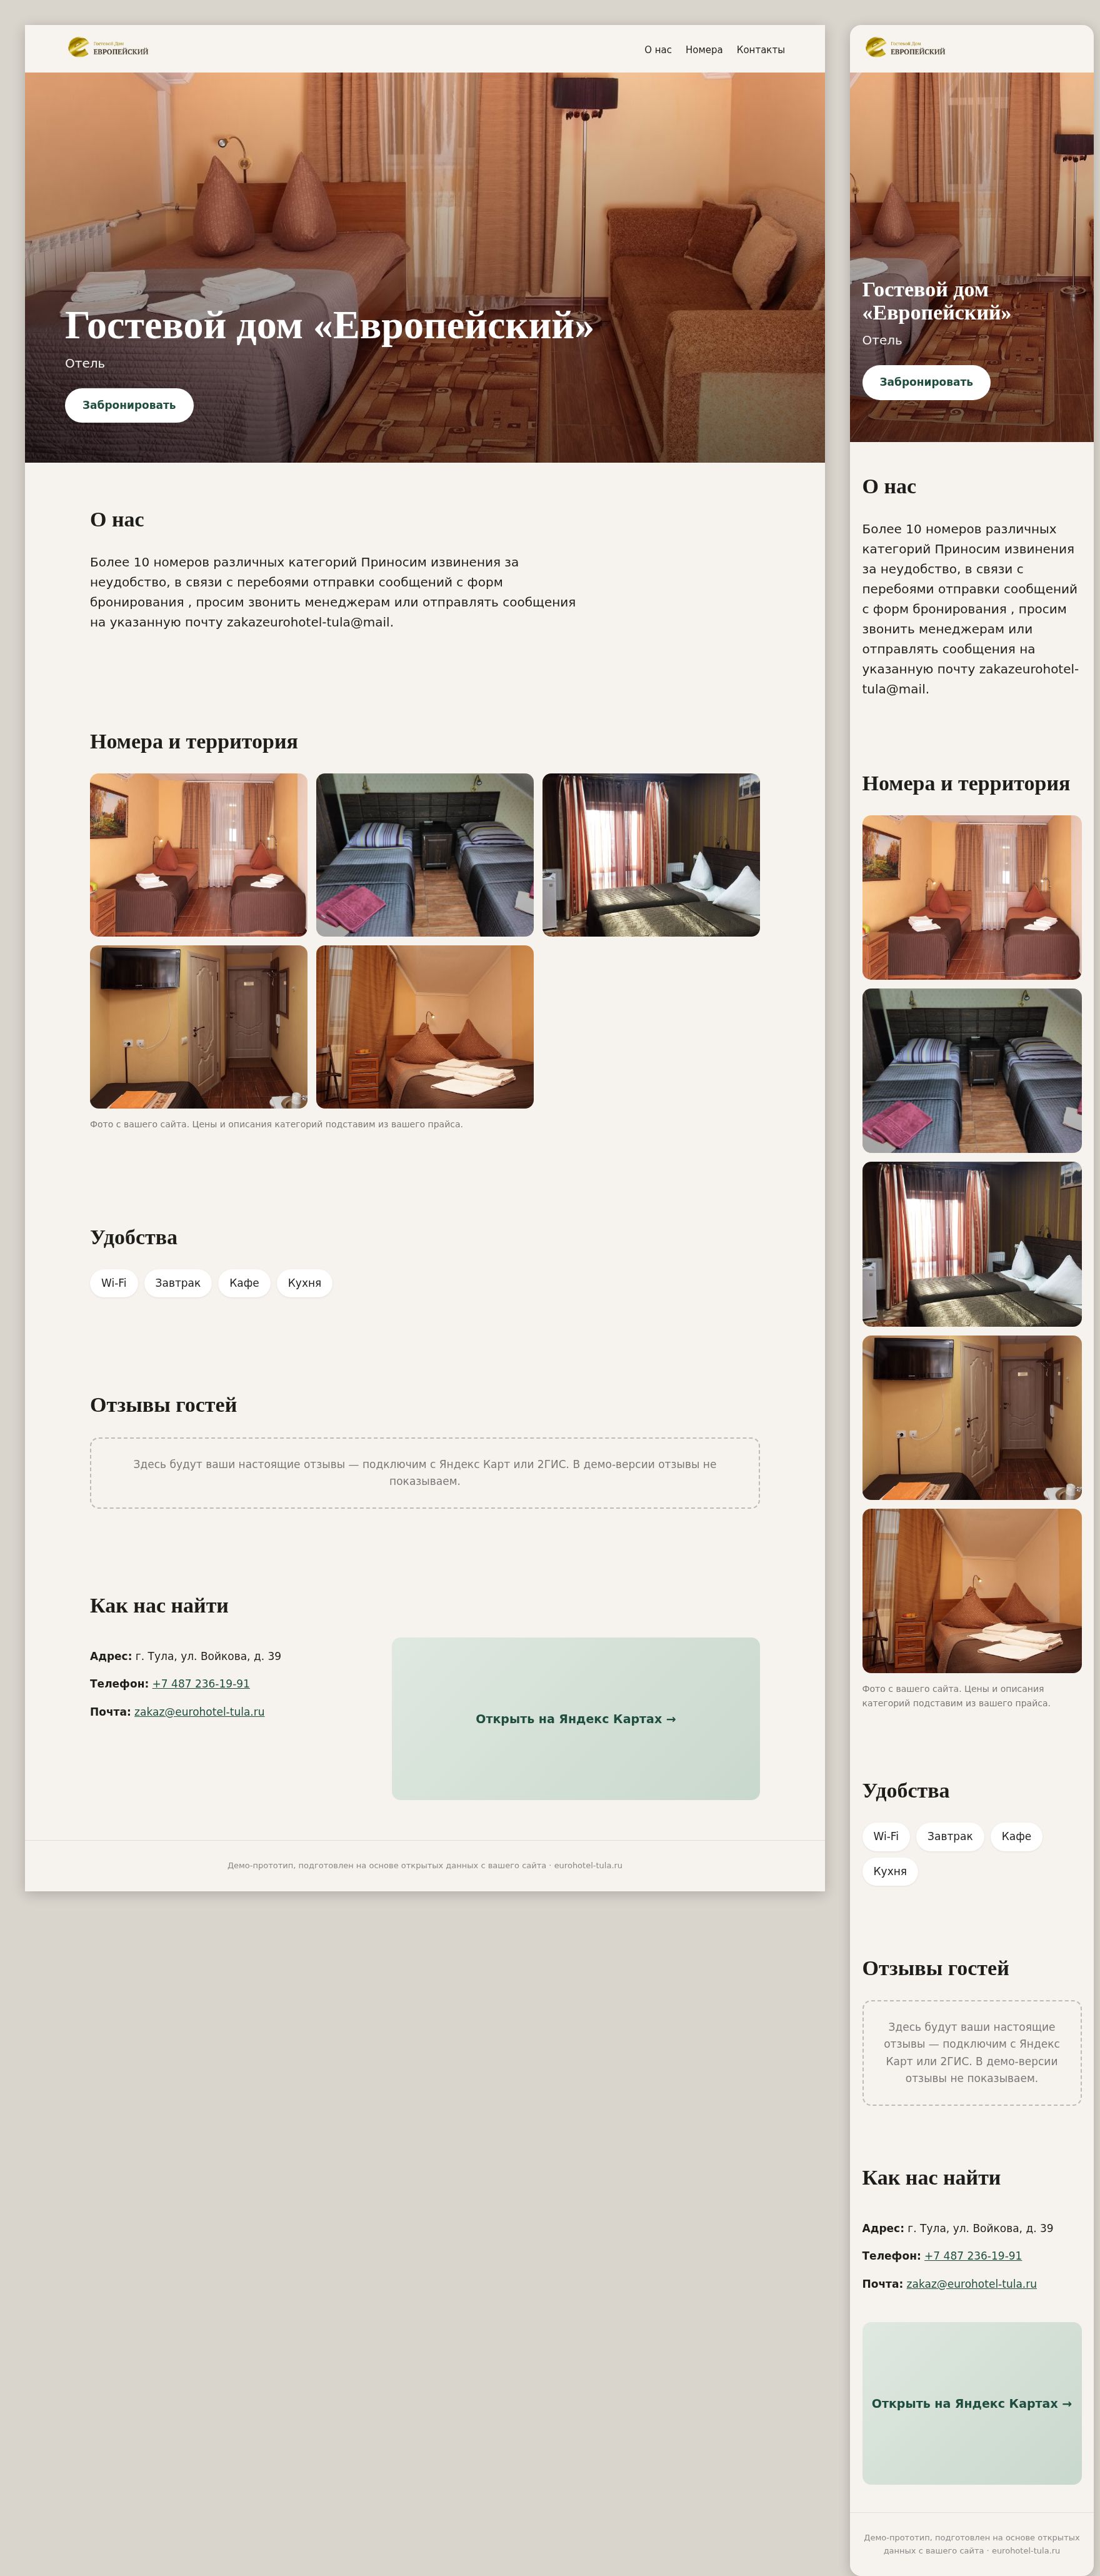 Гостевой Дом
ЕВРОПЕЙСКИЙ
О нас Номера Контакты
Гостевой дом «Европейский»
Отель
Забронировать
О нас
Более 10 номеров различных категорий Приносим извинения за
неудобство, в связи с перебоями отправки сообщений с форм
бронирования , просим звонить менеджерам или отправлять сообщения
на указанную почту zakazeurohotel-tula@mail.
Номера и территория
Фото с вашего сайта. Цены и описания категорий подставим из вашего прайса.
Удобства
Wi-Fi Завтрак Кафе Кухня
Отзывы гостей
Здесь будут ваши настоящие отзывы — подключим с Яндекс Карт или 2ГИС. В демо-версии отзывы не
показываем.
Как нас найти
Адрес: г. Тула, ул. Войкова, д. 39
Телефон: +7 487 236-19-91
Почта: zakaz@eurohotel-tula.ru
Открыть на Яндекс Картах →
Демо-прототип, подготовлен на основе открытых данных с вашего сайта · eurohotel-tula.ru
Гостевой Дом
ЕВРОПЕЙСКИЙ
Гостевой дом
«Европейский»
Отель
Забронировать
О нас
Более 10 номеров различных
категорий Приносим извинения
за неудобство, в связи с
перебоями отправки сообщений
с форм бронирования , просим
звонить менеджерам или
отправлять сообщения на
указанную почту zakazeurohotel-
tula@mail.
Номера и территория
Фото с вашего сайта. Цены и описания
категорий подставим из вашего прайса.
Удобства
Wi-Fi Завтрак Кафе
Кухня
Отзывы гостей
Здесь будут ваши настоящие
отзывы — подключим с Яндекс
Карт или 2ГИС. В демо-версии
отзывы не показываем.
Как нас найти
Адрес: г. Тула, ул. Войкова, д. 39
Телефон: +7 487 236-19-91
Почта: zakaz@eurohotel-tula.ru
Открыть на Яндекс Картах →
Демо-прототип, подготовлен на основе открытых
данных с вашего сайта · eurohotel-tula.ru